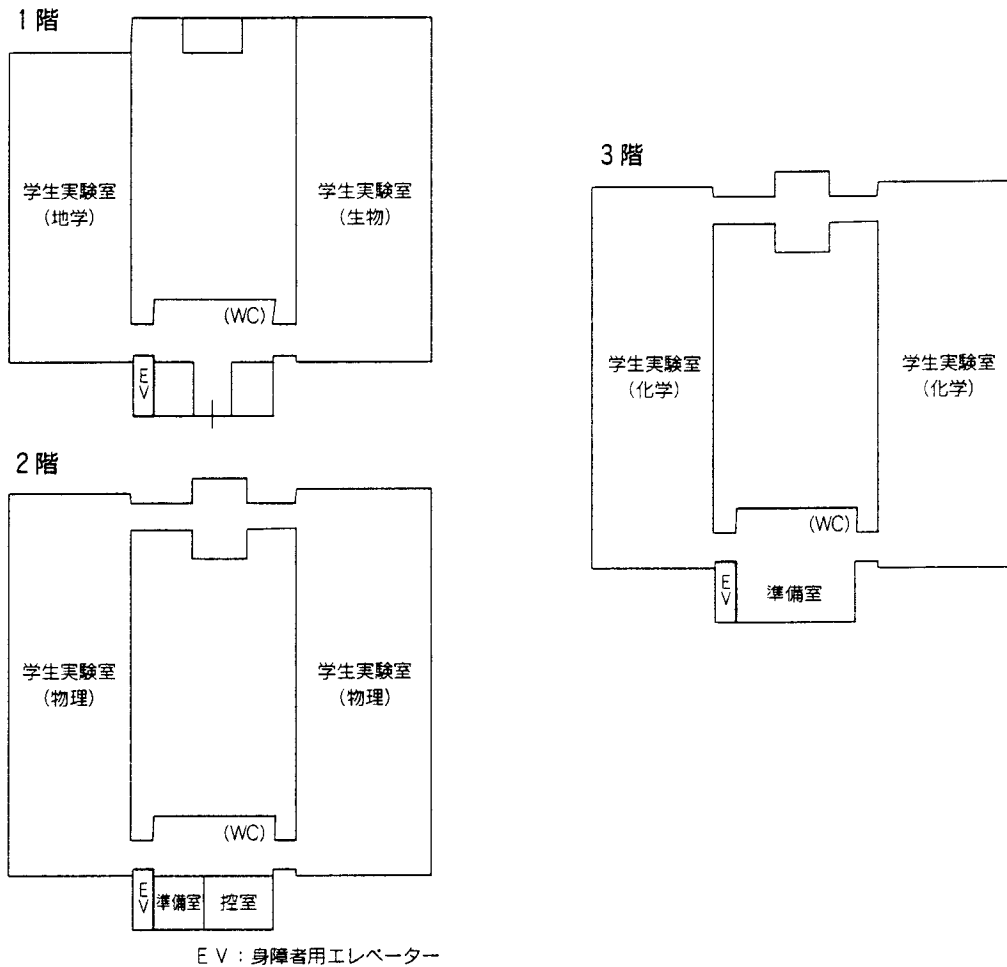 1階
学生実験室
(地学)
学生実験室
(生物)
(WC)
EV
2階
学生実験室
(物理)
学生実験室
(物理)
(WC)
EV
準備室
控室
3階
学生実験室
(化学)
学生実験室
(化学)
(WC)
EV
準備室
EV:身障者用エレベーター